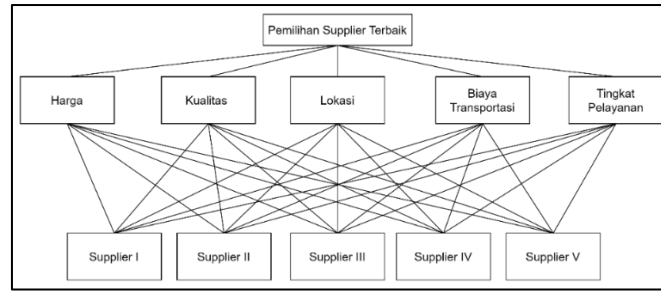 Pemilihan Supplier Terbaik
Harga
Kualitas
Lokasi
Biaya
Transportasi
Tingkat
Pelayanan
Supplier I
Supplier II
Supplier III
Supplier IV
Supplier V